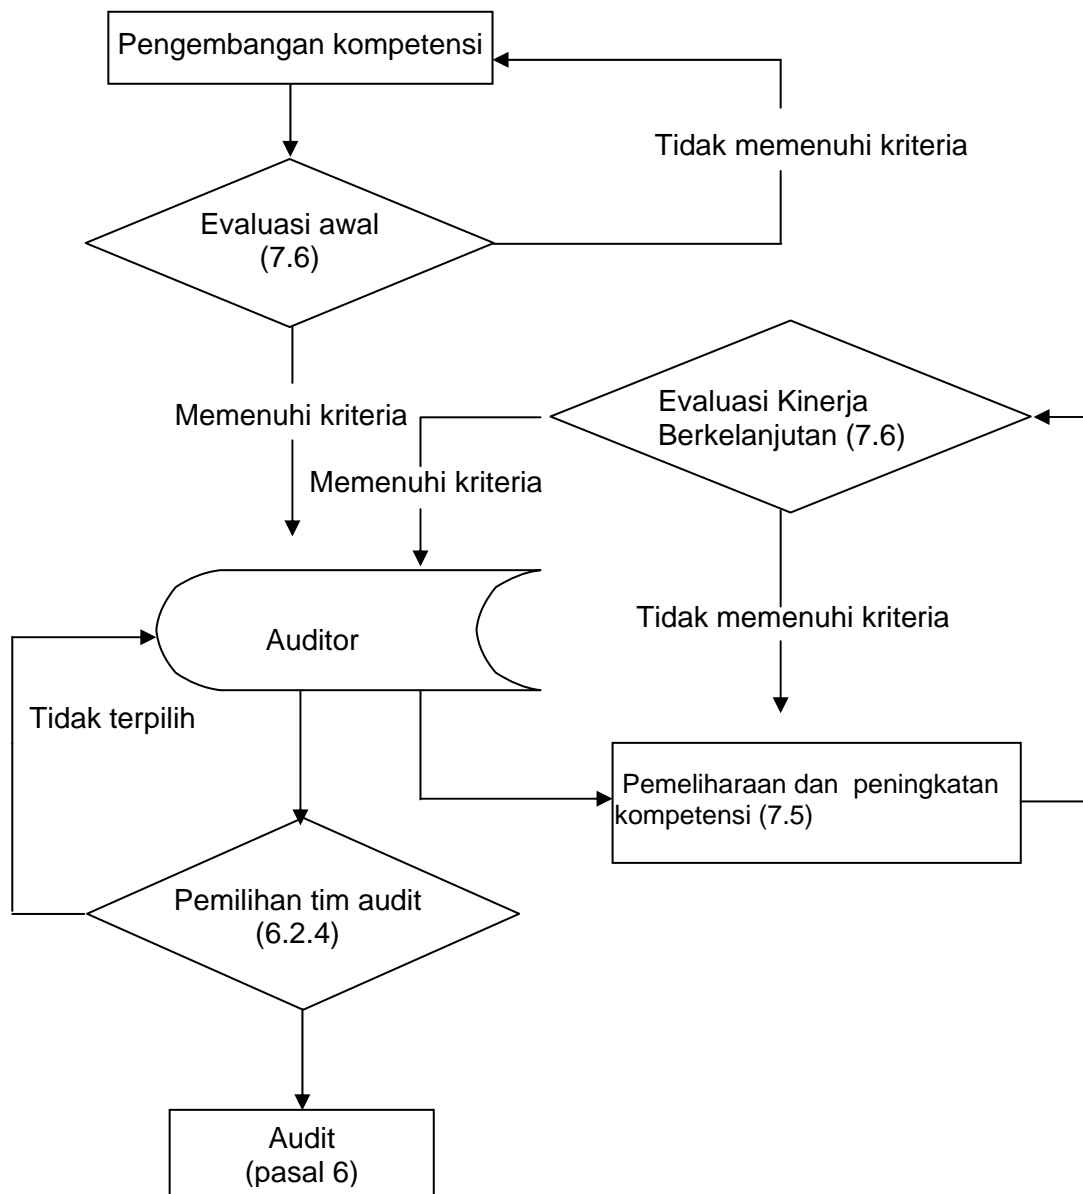 Pengembangan kompetensi
Tidak memenuhi kriteria
Evaluasi awal
(7.6)
Evaluasi Kinerja
Berkelanjutan (7.6)
Memenuhi kriteria
Memenuhi kriteria
Tidak memenuhi kriteria
Auditor
Tidak terpilih
Pemeliharaan dan peningkatan
kompetensi (7.5)
Pemilihan tim audit
(6.2.4)
Audit
(pasal 6)